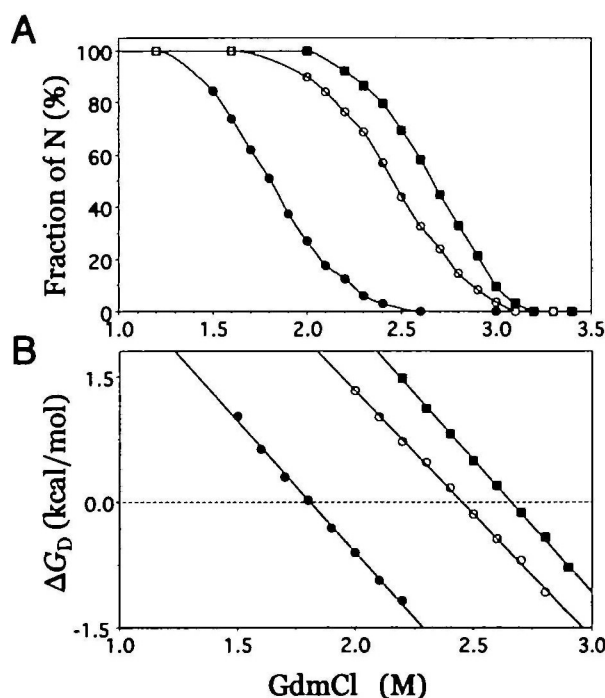 A
Fraction of N (%)
100
80
60
40
20
0
1.0 1.5 2.0 2.5 3.0 3.5
B
ΔG_D (kcal/mol)
1.5
0.0
-1.5
1.0 1.5 2.0 2.5 3.0
GdmCl (M)